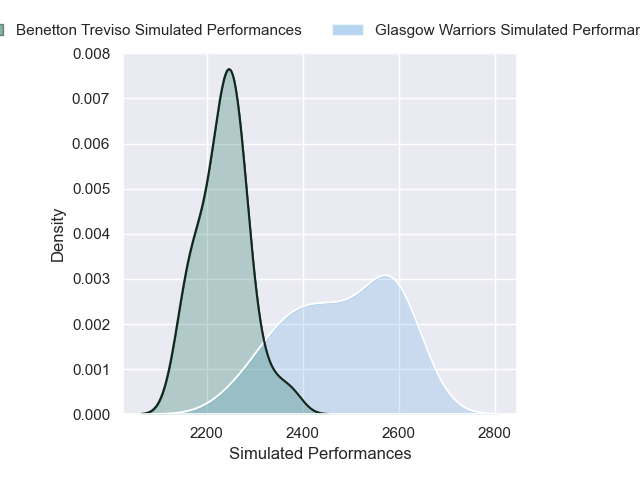 Benetton Treviso Simulated Performances Glasgow Warriors Simulated
0.008
0.007
0.006
0.005
0.004
0.003
0.002
0.001
0.000
Density
2200 2400 2600 2800
Simulated Performances